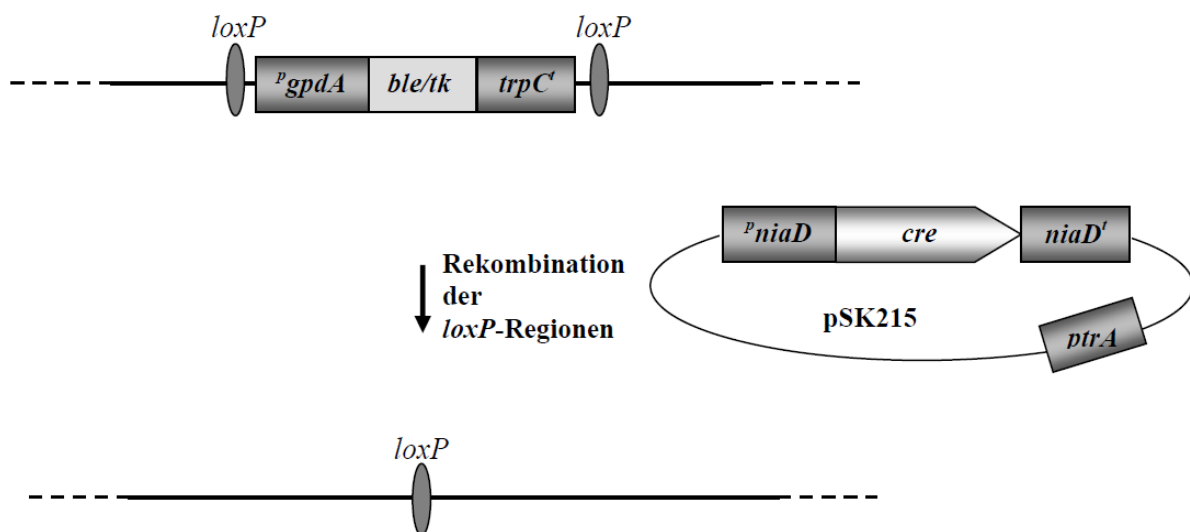 loxP loxP
pgpdA ble/tk trpCt
pniaD cre niaDt
Rekombination
der
loxP-Regionen
pSK215
ptrA
loxP